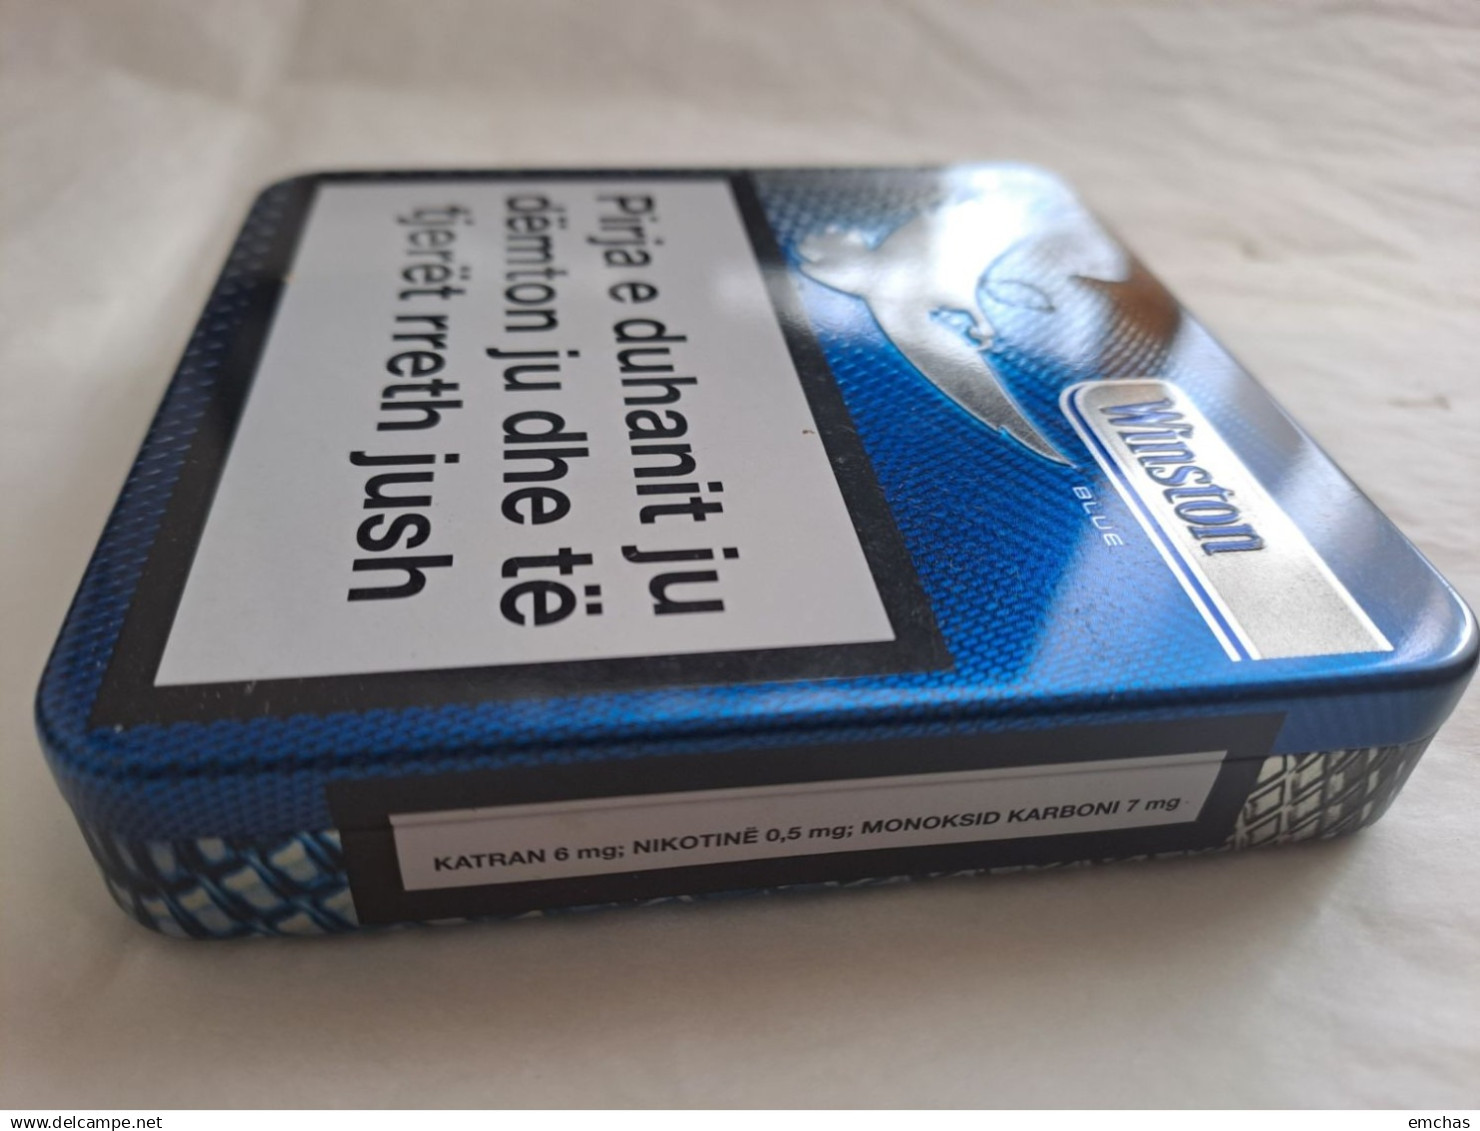 Pirja e duhanit ju
dëmton ju dhe të
tjerët rreth jush
Winston
BLUE
KATRAN 6 mg; NIKOTINË 0,5 mg; MONOKSID KARBONI 7 mg
www.delcampe.net
emchas